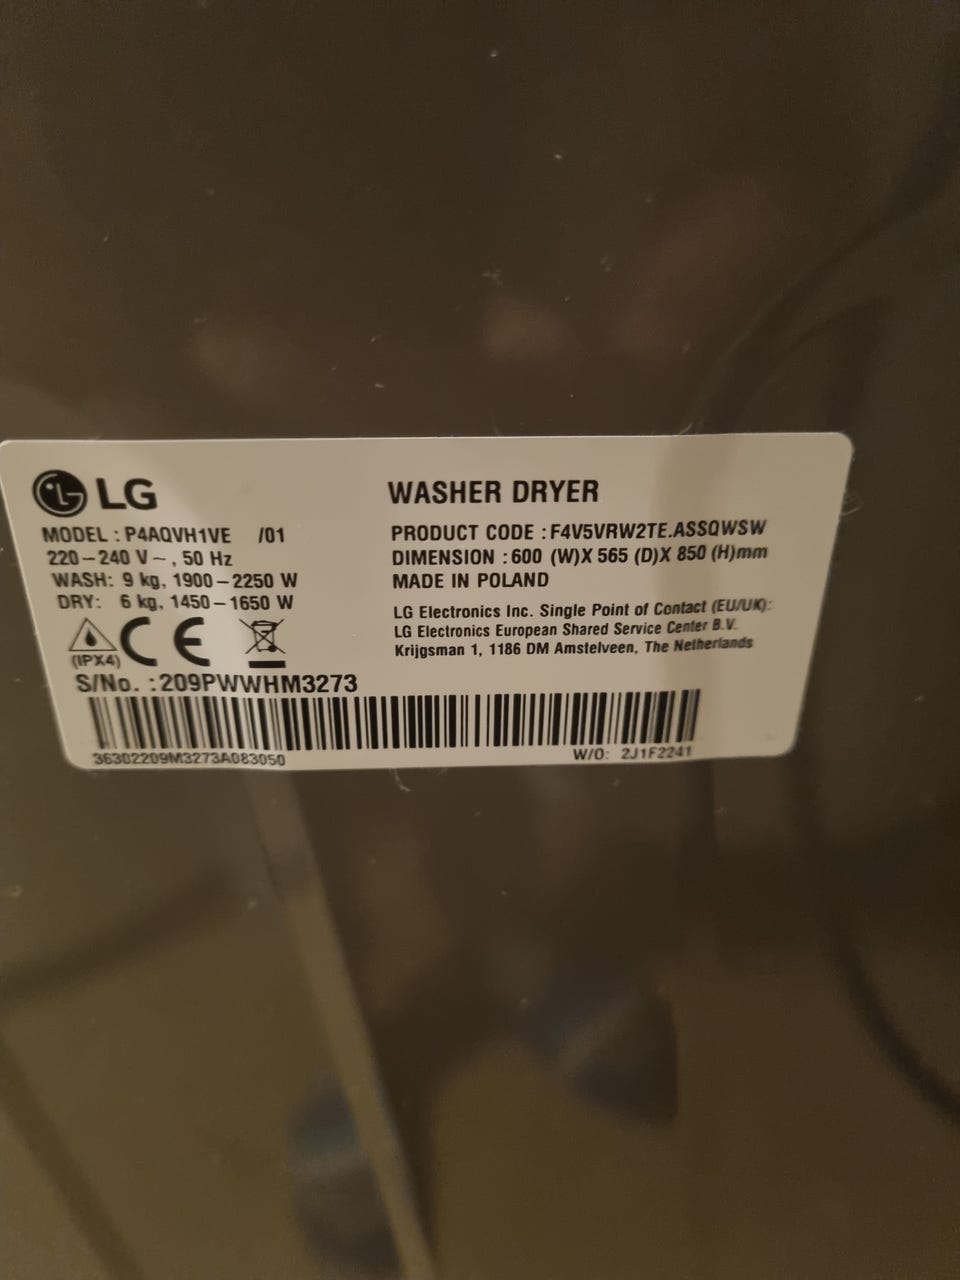 LG
MODEL : P4AQVH1VE /01
220-240 V~, 50 Hz
WASH: 9 kg, 1900-2250 W
DRY: 6 kg, 1450-1650 W
(IPX4)
CE
S/No. : 209PWWHM3273
36302209M3273A083050
WASHER DRYER
PRODUCT CODE : F4V5VRW2TE.ASSQWSW
DIMENSION : 600 (W)X 565 (D)X 850 (H)mm
MADE IN POLAND
LG Electronics Inc. Single Point of Contact (EU/UK):
LG Electronics European Shared Service Center B.V.
Krijgsman 1, 1186 DM Amstelveen, The Netherlands
W/O: 2J1F2241